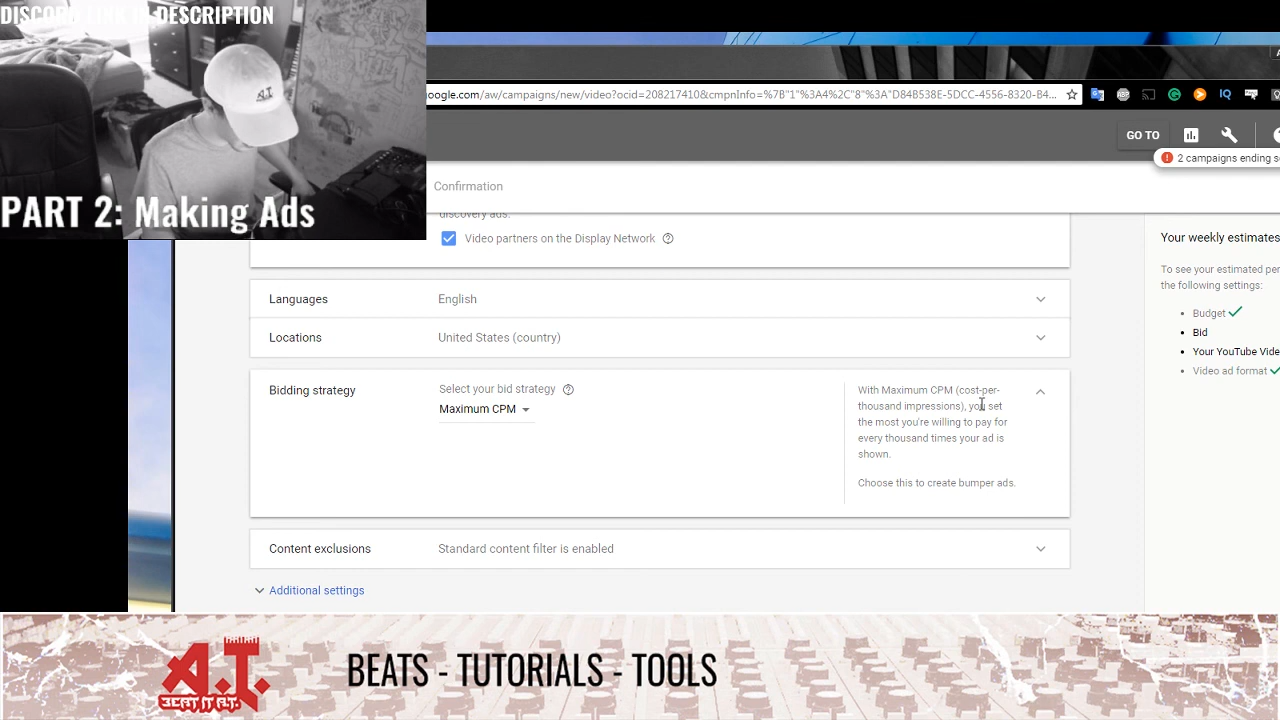 DISCORD LINK IN DESCRIPTION
A.T.
PART 2: Making Ads
oogle.com/aw/campaigns/new/video?ocid=208217410&cmpnInfo=%7B"1"%3A4%2C"8"%3A"D84B538E-5DCC-4556-8320-B4...
GO TO
2 campaigns ending s
Confirmation
discovery ads.
Video partners on the Display Network
Languages
English
Locations
United States (country)
Bidding strategy
Select your bid strategy
Maximum CPM
With Maximum CPM (cost-per-
thousand impressions), you set
the most you're willing to pay for
every thousand times your ad is
shown.
Choose this to create bumper ads.
Content exclusions
Standard content filter is enabled
Additional settings
Your weekly estimates
To see your estimated per
the following settings:
Budget
Bid
Your YouTube Vide
Video ad format
A.T.
BEAT IT A.T.
BEATS - TUTORIALS - TOOLS